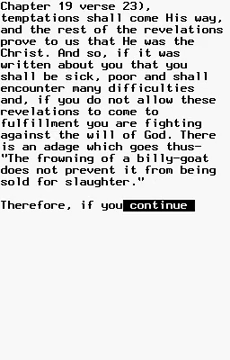 Chapter 19 verse 23),
temptations shall come His way,
and the rest of the revelations
prove to us that He was the
Christ. And so, if it was
written about you that you
shall be sick, poor and shall
encounter many difficulties
and, if you do not allow these
revelations to come to
fulfillment you are fighting
against the will of God. There
is an adage which goes thus-
"The frowning of a billy-goat
does not prevent it from being
sold for slaughter."
Therefore, if you continue